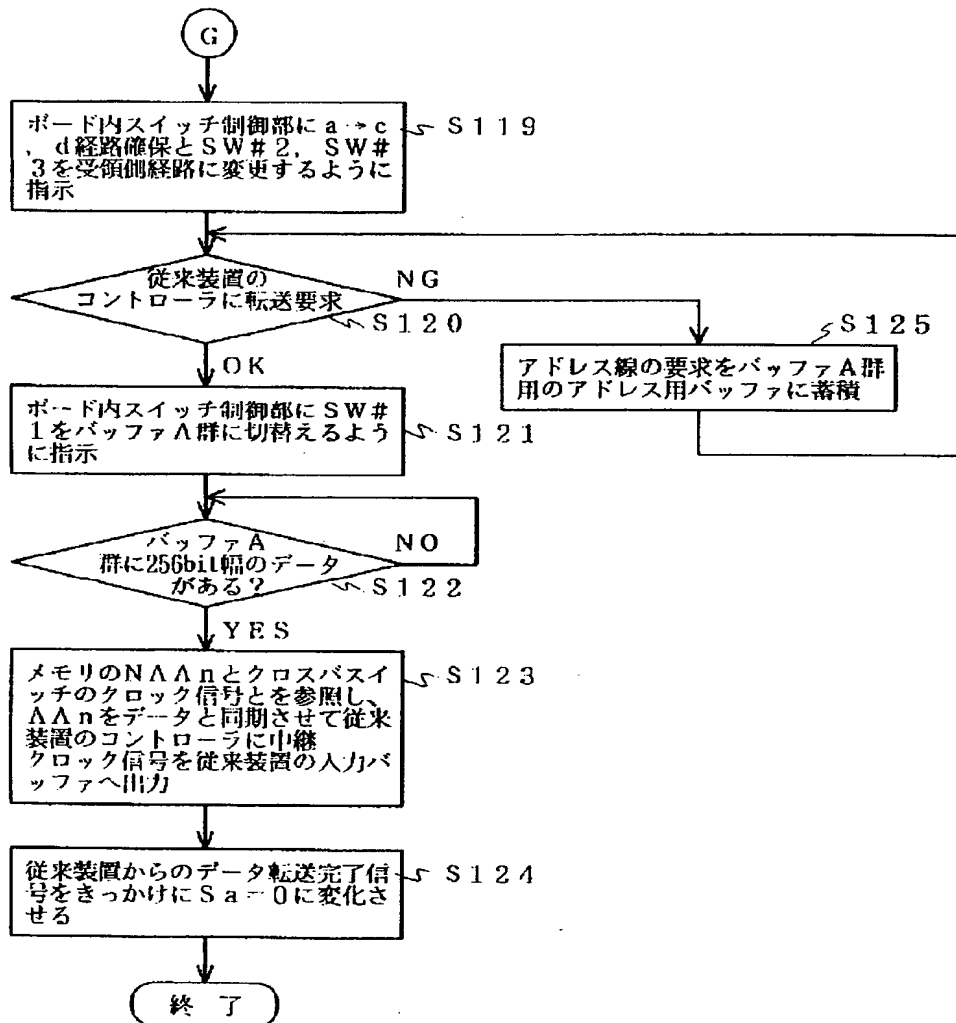 G
ボード内スイッチ制御部にa→c
，d経路確保とSW#2，SW#
3を受領側経路に変更するように
指示
S119
従来装置の
コントローラに転送要求
NG
S120
OK
S125
アドレス線の要求をバッファA群
用のアドレス用バッファに蓄積
ボード内スイッチ制御部にSW#
1をバッファA群に切替えるよう
に指示
S121
バッファA
群に256bit幅のデータ
がある？
NO
S122
YES
メモリのNAAnとクロスバスイ
ッチのクロック信号とを参照し、
AAnをデータと同期させて従来
装置のコントローラに中継
クロック信号を従来装置の入力バ
ッファへ出力
S123
従来装置からのデータ転送完了信
号をきっかけにSa=0に変化さ
せる
S124
終了